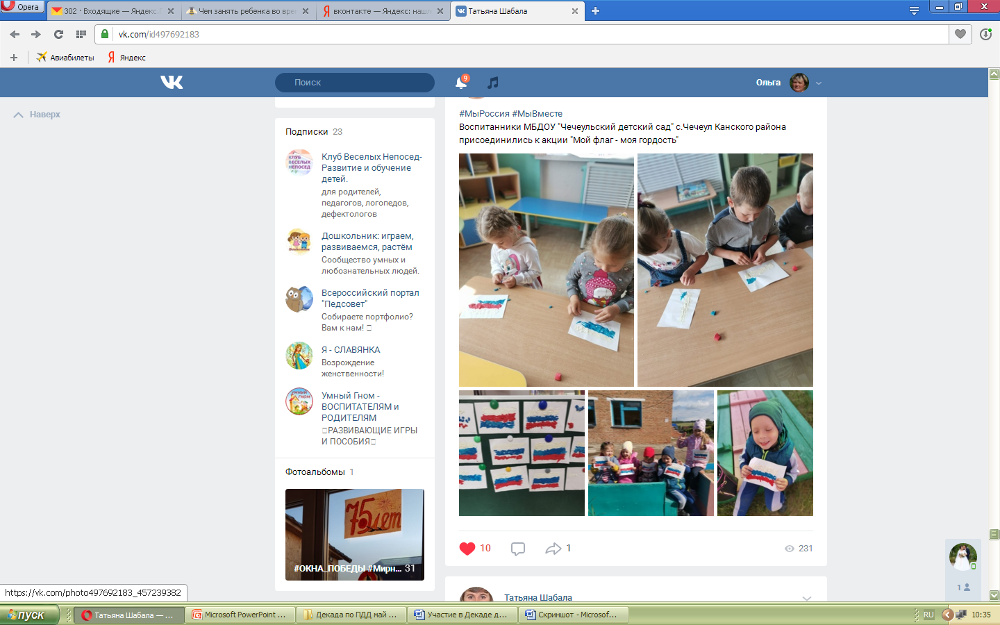 Opera
302 · Входящие — Яндекс.
Чем занять ребенка во вре
вконтакте — Яндекс: наш
Татьяна Шабала
vk.com/id497692183
Авиабилеты
Яндекс
Поиск
9
Ольга
Наверх
Подписки 23
Клуб Веселых Непосед-
Развитие и обучение
детей.
для родителей,
педагогов, логопедов,
дефектологов
КЛУБ
ВЕСЕЛЫХ
НЕПОСЕД
Дошкольник: играем,
развиваемся, растём
Сообщество умных и
любознательных людей.
Всероссийский портал
"Педсовет"
Собираете портфолио?
Вам к нам!
Я - СЛАВЯНКА
Возрождение
женственности!
Умный Гном -
ВОСПИТАТЕЛЯМ и
РОДИТЕЛЯМ
РАЗВИВАЮЩИЕ ИГРЫ
И ПОСОБИЯ
Фотоальбомы 1
75 лет
#ОКНА_ПОБЕДЫ #Мирн... 31
#МыРоссия #МыВместе
Воспитанники МБДОУ "Чечеульский детский сад" с.Чечеул Канского района
присоединились к акции "Мой флаг - моя гордость"
10
1
231
Татьяна Шабала
1
https://vk.com/photo497692183_457239382
пуск
Татьяна Шабала — ...
Microsoft PowerPoint ...
Декада по ПДД май ...
Участие в Декаде д...
Скриншот - Microsof...
RU
10:35